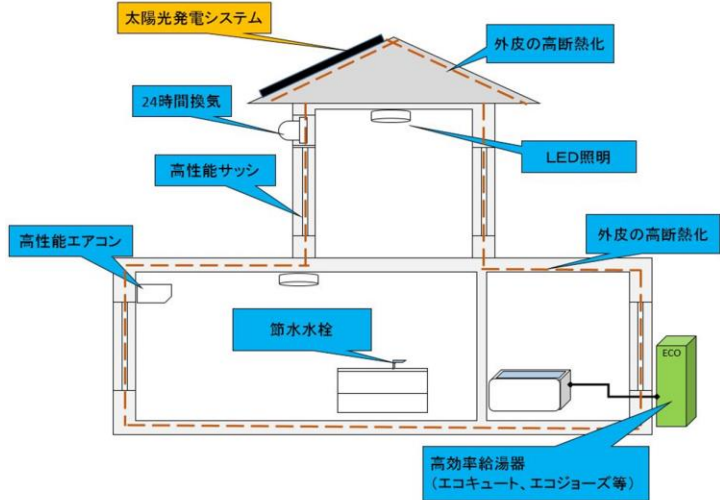 太陽光発電システム
外皮の高断熱化
24時間換気
LED照明
高性能サッシ
高性能エアコン
外皮の高断熱化
節水水栓
ECO
高効率給湯器
(エコキュート、エコジョーズ等)